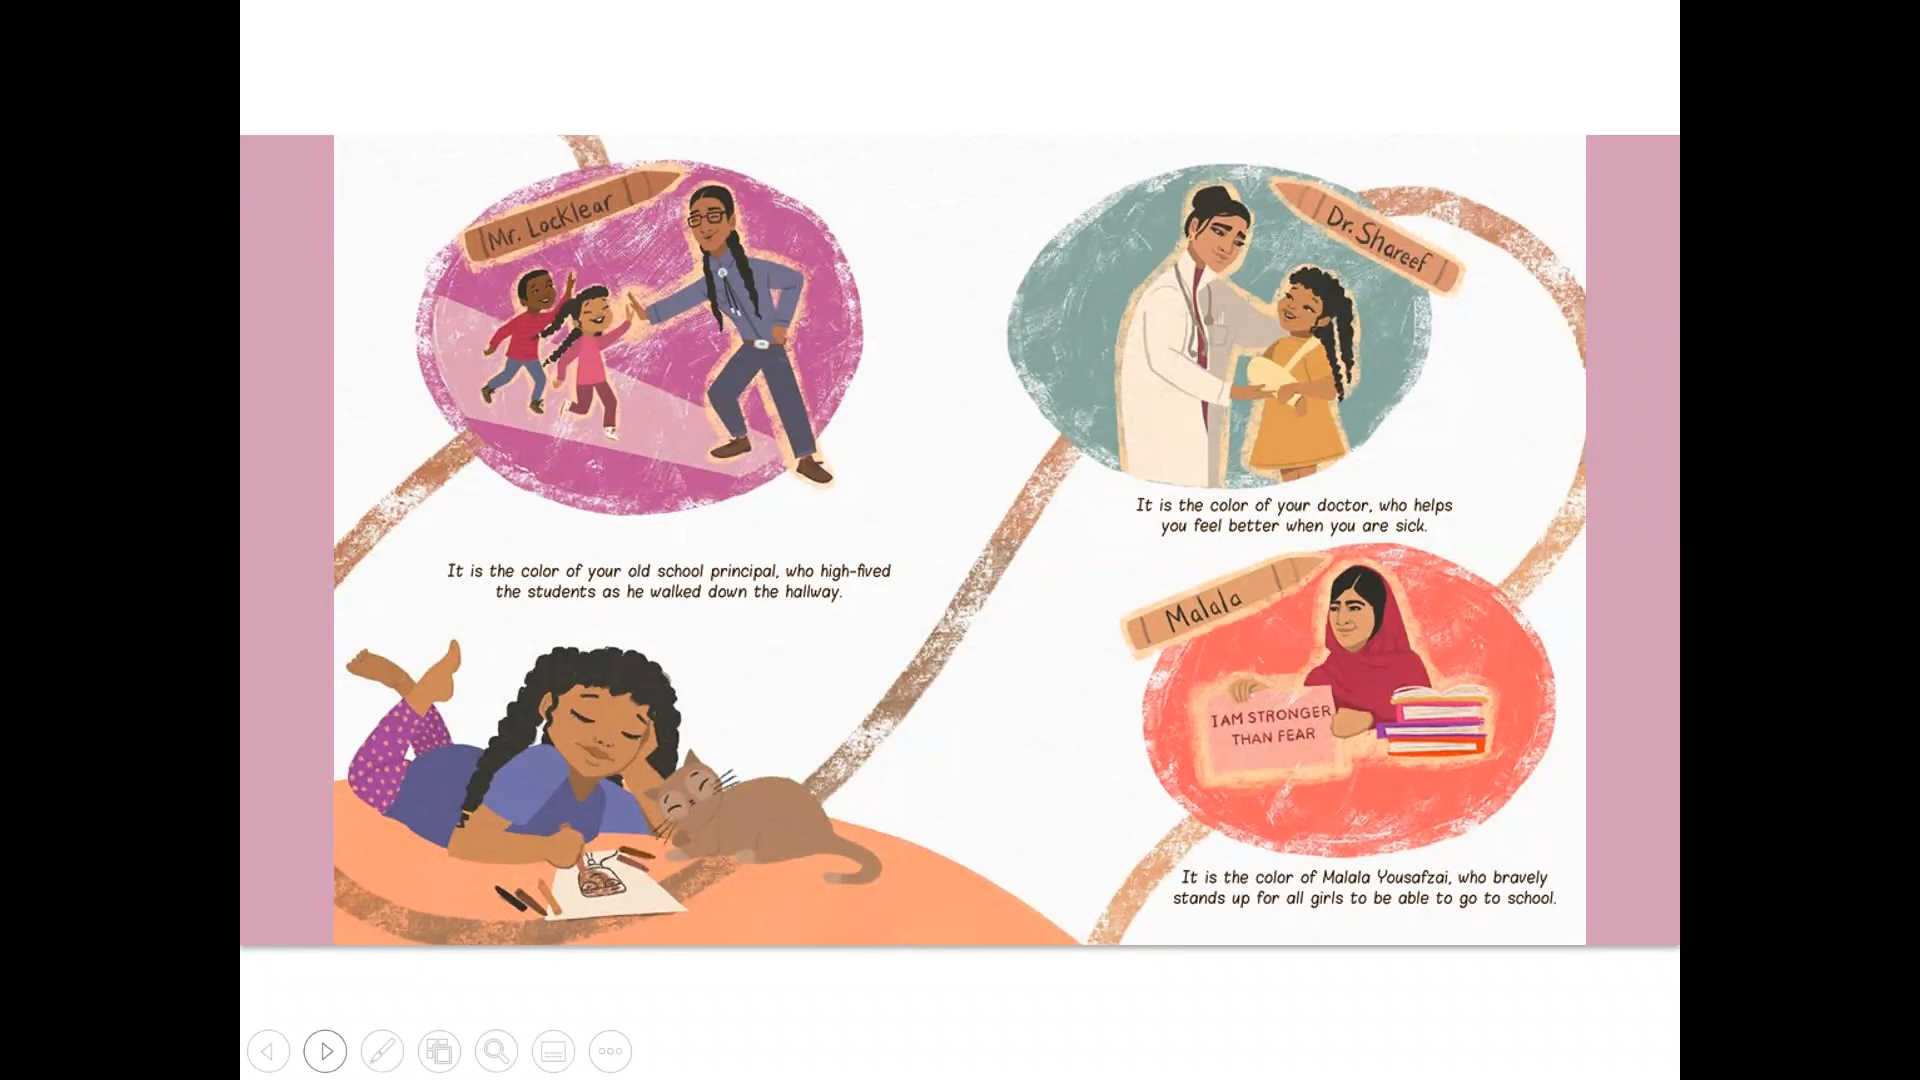 Mr. Locklear
It is the color of your old school principal, who high-fived
the students as he walked down the hallway.
Dr. Shareef
It is the color of your doctor, who helps
you feel better when you are sick.
Malala
I AM STRONGER
THAN FEAR
It is the color of Malala Yousafzai, who bravely
stands up for all girls to be able to go to school.